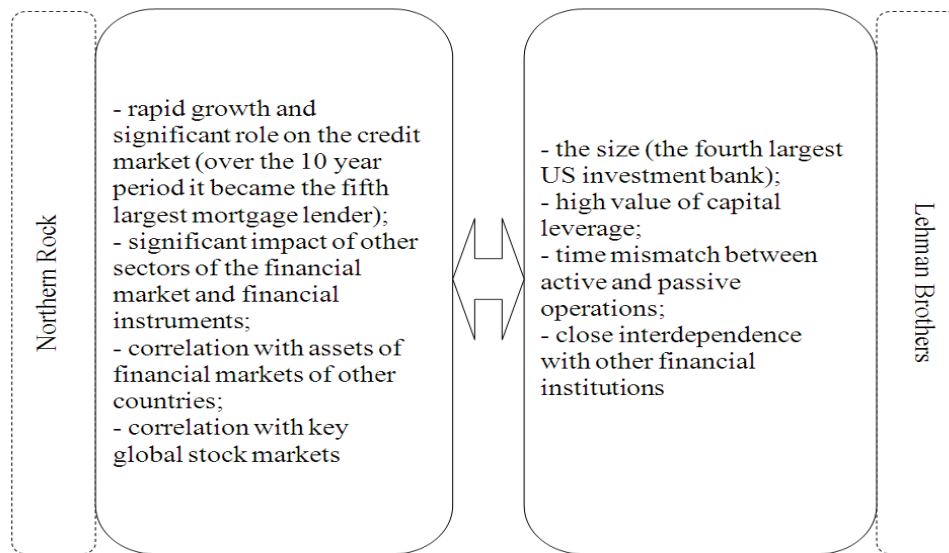 Northern Rock
- rapid growth and
significant role on the credit
market (over the 10 year
period it became the fifth
largest mortgage lender);
- significant impact of other
sectors of the financial
market and financial
instruments;
- correlation with assets of
financial markets of other
countries;
- correlation with key
global stock markets
- the size (the fourth largest
US investment bank);
- high value of capital
leverage;
- time mismatch between
active and passive
operations;
- close interdependence
with other financial
institutions
Lehman Brothers